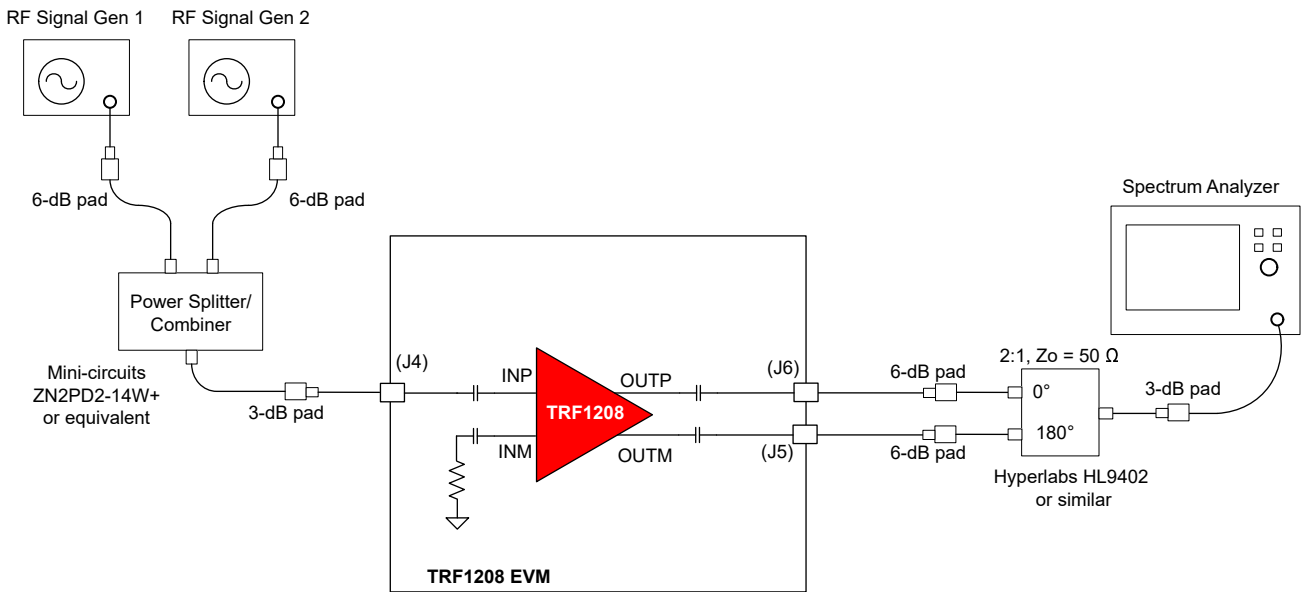 RF Signal Gen 1
RF Signal Gen 2
6-dB pad
6-dB pad
Power Splitter/
Combiner
Mini-circuits
ZN2PD2-14W+
or equivalent
3-dB pad
(J4)
INP
INM
TRF1208
OUTP
OUTM
(J6)
(J5)
TRF1208 EVM
6-dB pad
6-dB pad
2:1, Zo = 50 Ω
0°
180°
Hyperlabs HL9402
or similar
3-dB pad
Spectrum Analyzer